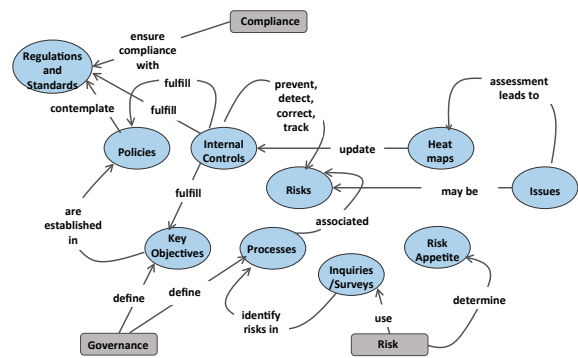 Compliance
ensure
compliance
with
Regulations
and
Standards
fulfill
prevent,
detect,
correct,
track
assessment
leads to
contemplate
fulfill
Policies
Internal
Controls
update
Heat
maps
Risks
may be
Issues
fulfill
are
established
in
associated
Key
Objectives
Processes
Risk
Appetite
Inquiries
/Surveys
define
define
identify
risks in
use
determine
Governance
Risk